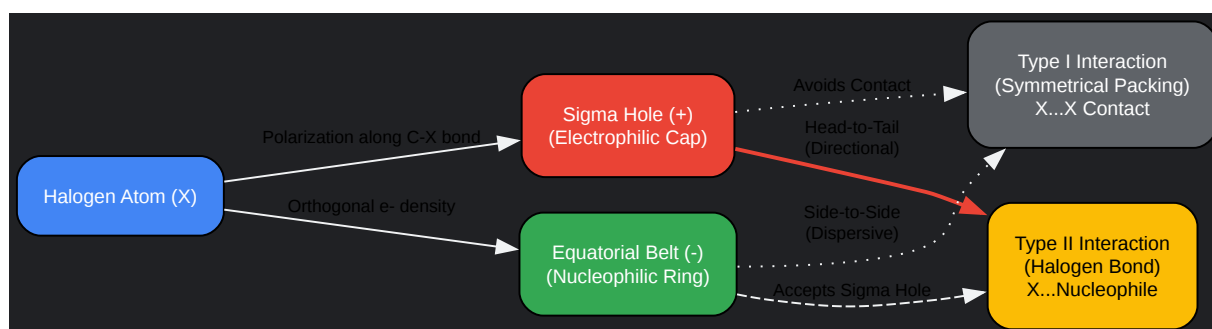 Halogen Atom (X)
Polarization along C-X bond
Orthogonal e- density
Sigma Hole (+)
(Electrophilic Cap)
Equatorial Belt (-)
(Nucleophilic Ring)
Avoids Contact
Head-to-Tail
(Directional)
Side-to-Side
(Dispersive)
Accepts Sigma Hole
Type I Interaction
(Symmetrical Packing)
X...X Contact
Type II Interaction
(Halogen Bond)
X...Nucleophile